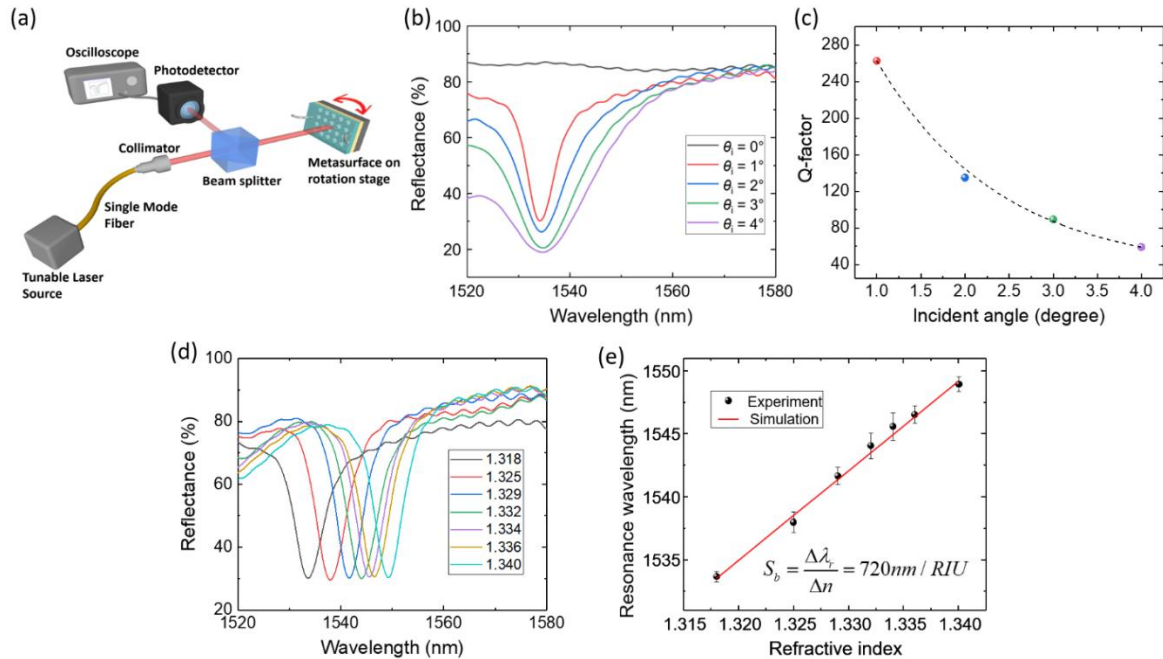 (a)
Oscilloscope
Photodetector
Collimator
Beam splitter
Metasurface on
rotation stage
Single Mode
Fiber
Tunable Laser
Source
(b)
Reflectance (%)
100
80
60
40
20
θi = 0°
θi = 1°
θi = 2°
θi = 3°
θi = 4°
1520 1540 1560 1580
Wavelength (nm)
(c)
Q-factor
280
240
200
160
120
80
40
1.0 1.5 2.0 2.5 3.0 3.5 4.0
Incident angle (degree)
(d)
Reflectance (%)
100
80
60
40
20
1.318
1.325
1.329
1.332
1.334
1.336
1.340
1520 1540 1560 1580
Wavelength (nm)
(e)
Resonance wavelength (nm)
1550
1545
1540
1535
Experiment
Simulation
S_b = Δλ_r / Δn = 720nm / RIU
1.315 1.320 1.325 1.330 1.335 1.340
Refractive index